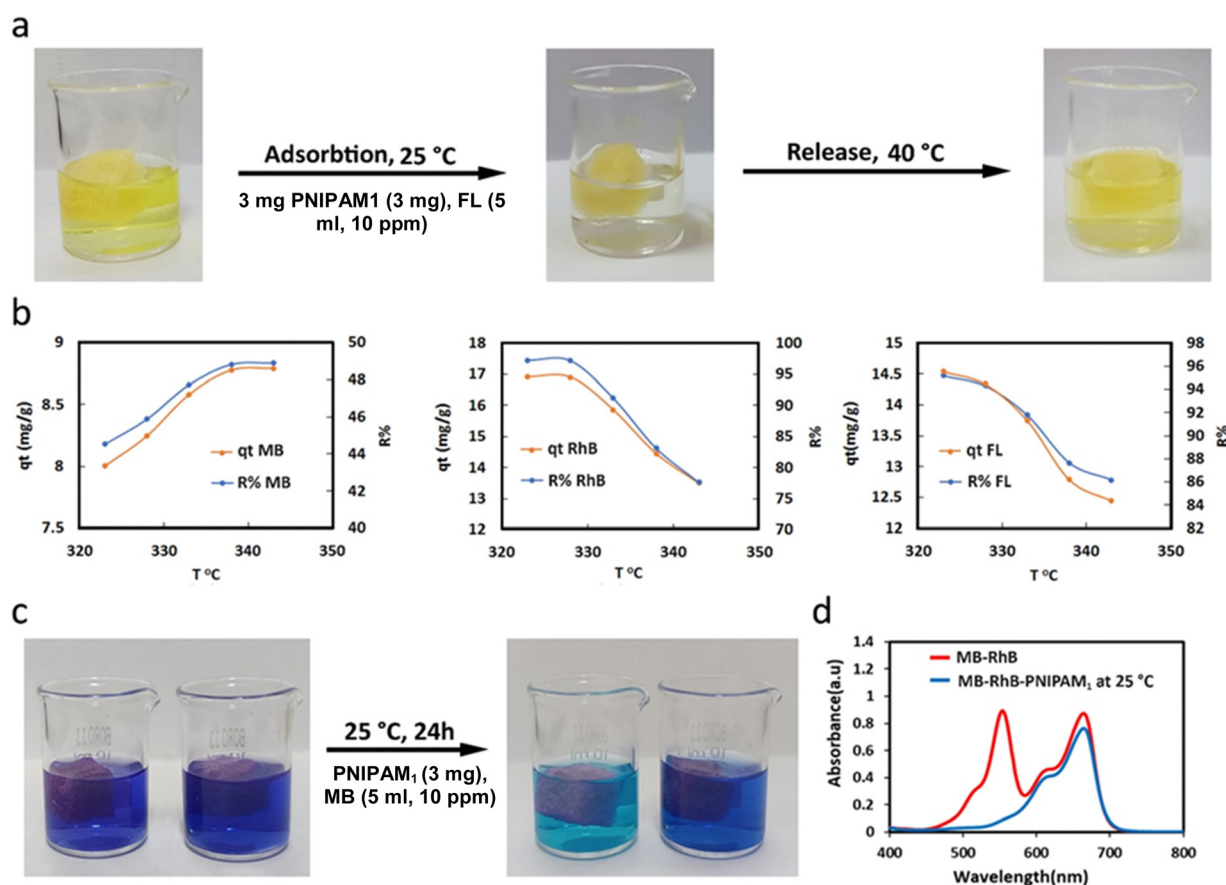 a
Adsorbtion, 25 °C
3 mg PNIPAM1 (3 mg), FL (5
ml, 10 ppm)
Release, 40 °C
b
9
8.5
8
7.5
qt (mg/g)
50
48
46
44
42
40
R%
qt MB
R% MB
320 330 340 350
T °C
18
17
16
15
14
13
12
qt (mg/g)
100
95
90
85
80
75
70
R%
qt RhB
R% RhB
320 330 340 350
T °C
15
14.5
14
13.5
13
12.5
12
qt(mg/g)
98
96
94
92
90
88
86
84
82
R%
qt FL
R% FL
320 330 340 350
T °C
c
25 °C, 24h
PNIPAM₁ (3 mg),
MB (5 ml, 10 ppm)
d
1.4
1.2
1
0.8
0.6
0.4
0.2
0
Absorbance(a.u)
MB-RhB
MB-RhB-PNIPAM₁ at 25 °C
400 500 600 700 800
Wavelength(nm)